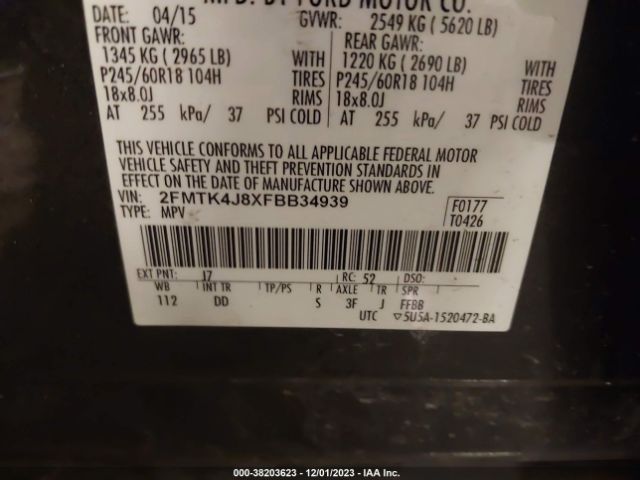 MFD. BY FORD MOTOR CO.
DATE: 04/15 GVWR: 2549 KG ( 5620 LB)
FRONT GAWR: REAR GAWR:
1345 KG ( 2965 LB) WITH 1220 KG ( 2690 LB) WITH
P245/60R18 104H TIRES P245/60R18 104H TIRES
18x8.0J RIMS 18x8.0J RIMS
AT 255 kPa/ 37 PSI COLD AT 255 kPa/ 37 PSI COLD
THIS VEHICLE CONFORMS TO ALL APPLICABLE FEDERAL MOTOR
VEHICLE SAFETY AND THEFT PREVENTION STANDARDS IN
EFFECT ON THE DATE OF MANUFACTURE SHOWN ABOVE.
VIN: 2FMTK4J8XFBB34939 F0177
TYPE: MPV T0426
EXT PNT: J7 RC: 52 DSO:
WB INT TR TP/PS R AXLE TR SPR
112 DD S 3F J FFBB
UTC ▽5U5A-1520472-BA
000-38203623 - 12/01/2023 - IAA Inc.